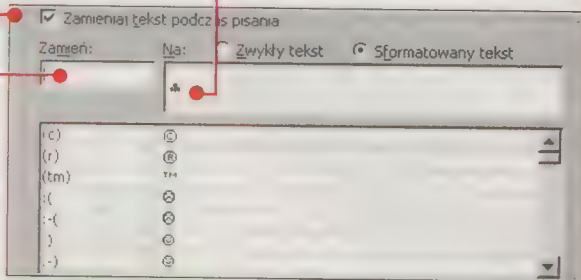 Zamieniaj tekst podczas pisania
Zamień: Na: Zwykły tekst Sformatowany tekst
♣
(c) ©
(r) ®
(tm) ™
:( ☹
:-( ☹
) ☺
-) ☺